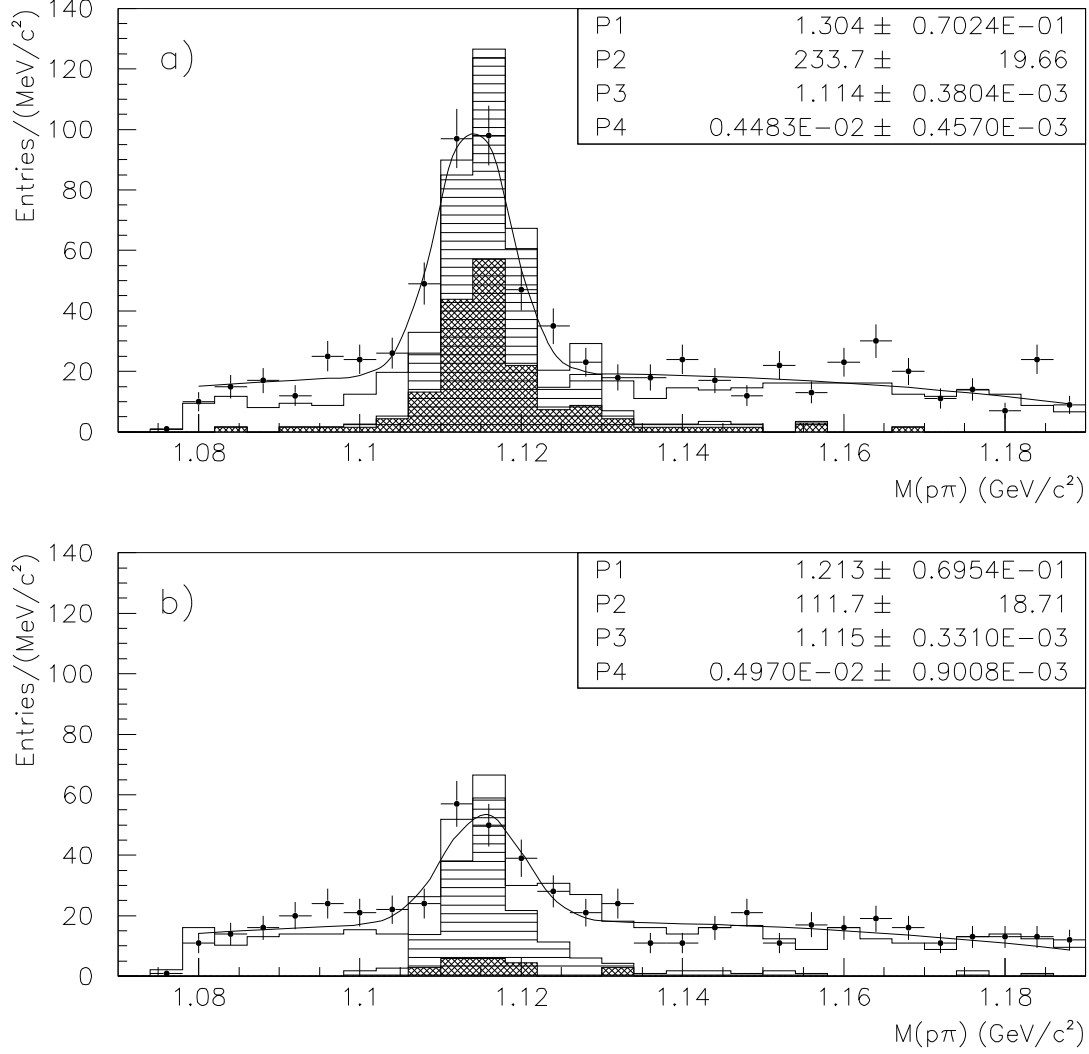 a)
Entries/(MeV/c²)
140
120
100
80
60
40
20
0
P1 1.304 ± 0.7024E−01
P2 233.7 ± 19.66
P3 1.114 ± 0.3804E−03
P4 0.4483E−02 ± 0.4570E−03
1.08 1.1 1.12 1.14 1.16 1.18
M(pπ) (GeV/c²)
b)
Entries/(MeV/c²)
140
120
100
80
60
40
20
0
P1 1.213 ± 0.6954E−01
P2 111.7 ± 18.71
P3 1.115 ± 0.3310E−03
P4 0.4970E−02 ± 0.9008E−03
1.08 1.1 1.12 1.14 1.16 1.18
M(pπ) (GeV/c²)